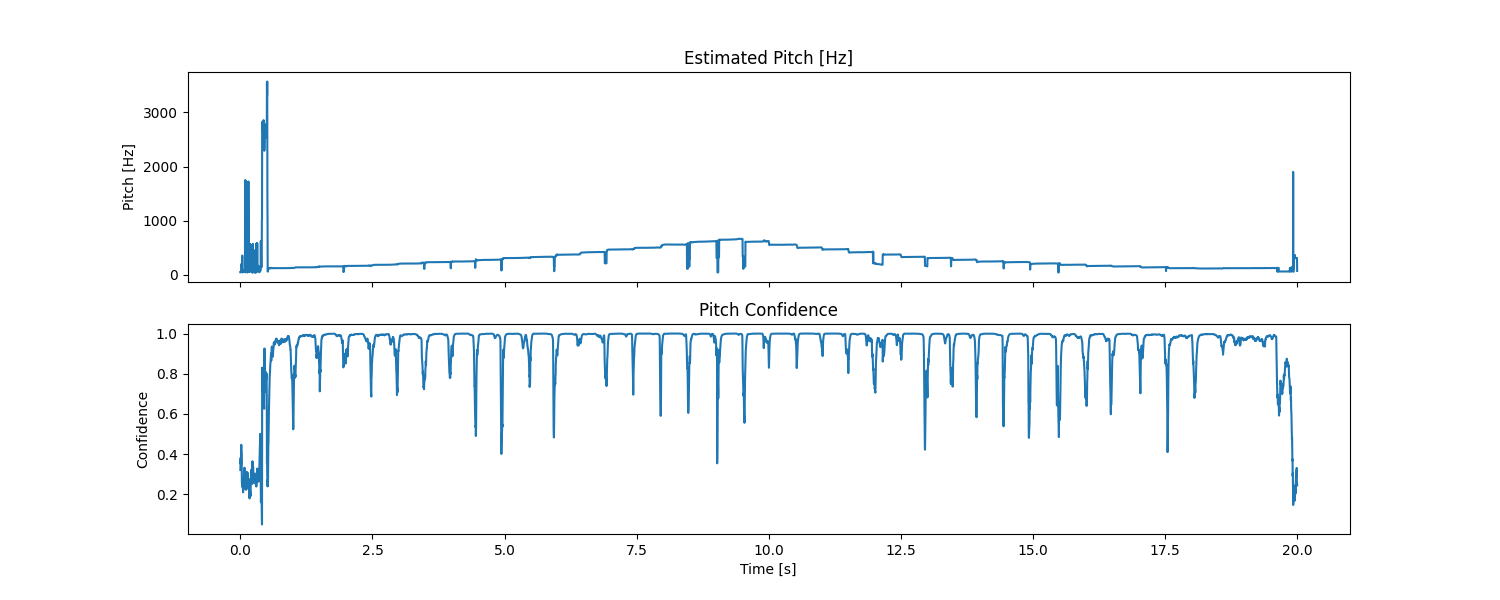 Estimated Pitch [Hz]
Pitch [Hz]
3000
2000
1000
0
Pitch Confidence
Confidence
1.0
0.8
0.6
0.4
0.2
0.0 2.5 5.0 7.5 10.0 12.5 15.0 17.5 20.0
Time [s]